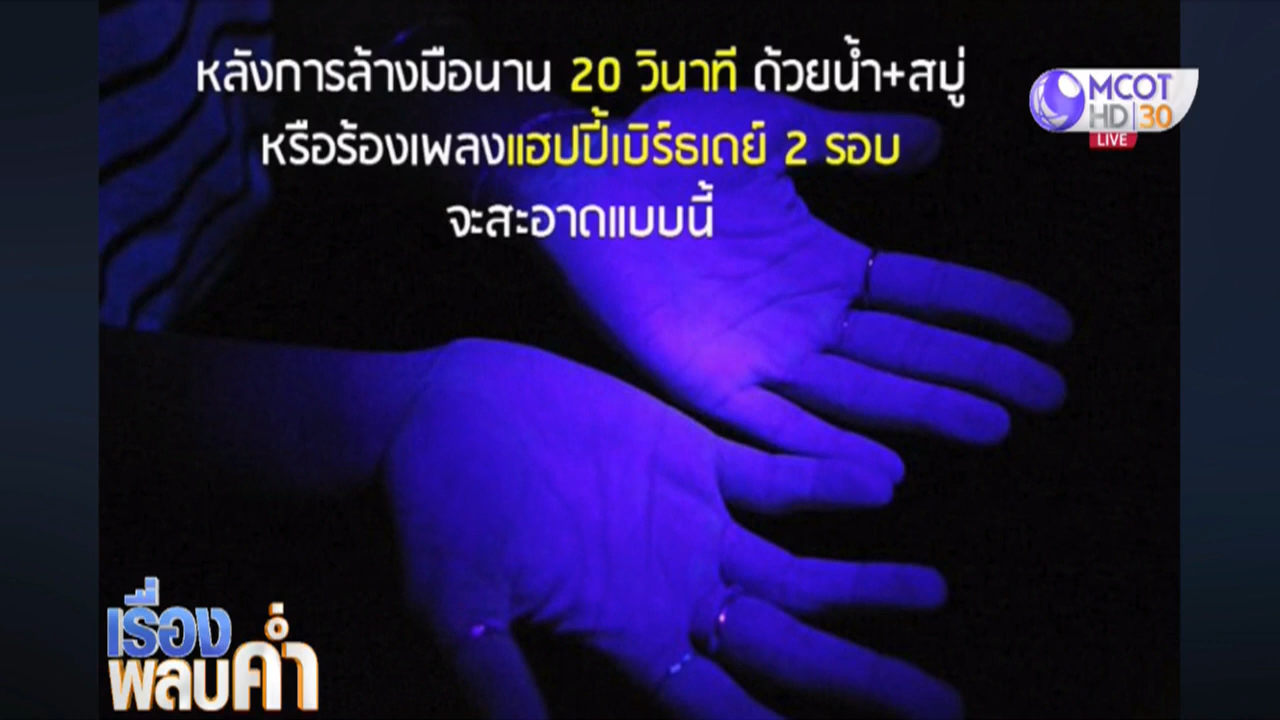 หลังการล้างมือนาน 20 วินาที ด้วยน้ำ+สบู่
หรือร้องเพลงแฮปปี้เบิร์ธเดย์ 2 รอบ
จะสะอาดแบบนี้
MCOT
HD 30
LIVE
เรื่อง
พลบค่ำ